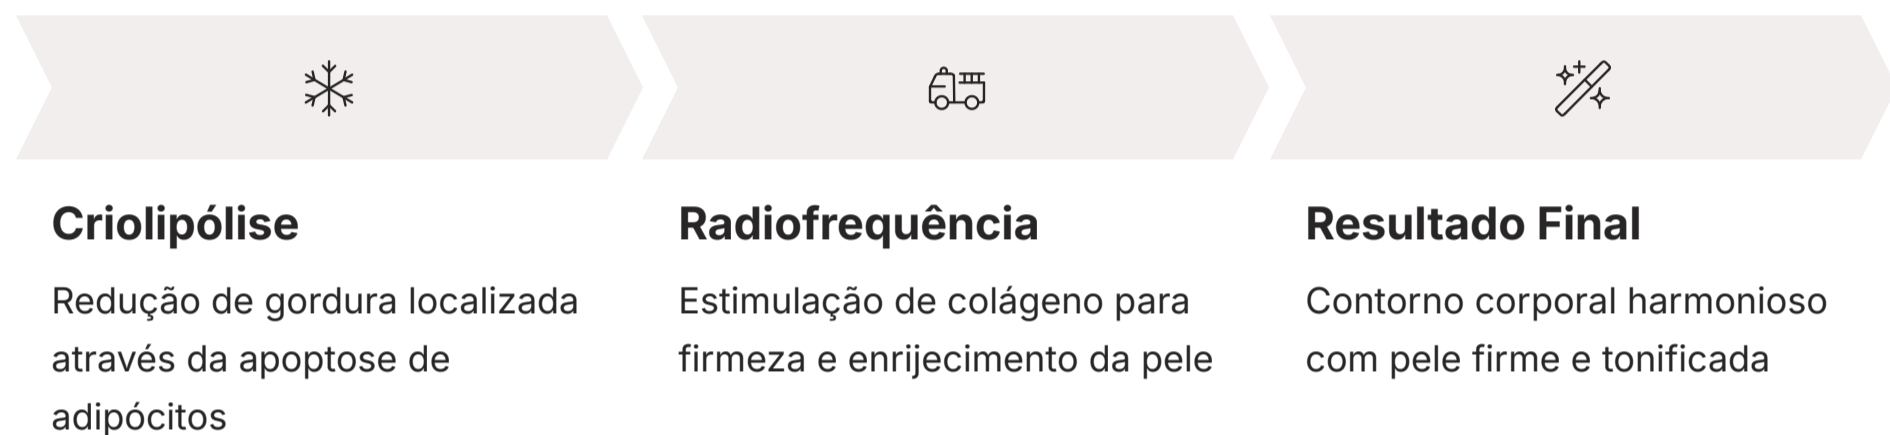 Criolipólise
Redução de gordura localizada
através da apoptose de
adipócitos
Radiofrequência
Estimulação de colágeno para
firmeza e enrijecimento da pele
Resultado Final
Contorno corporal harmonioso
com pele firme e tonificada